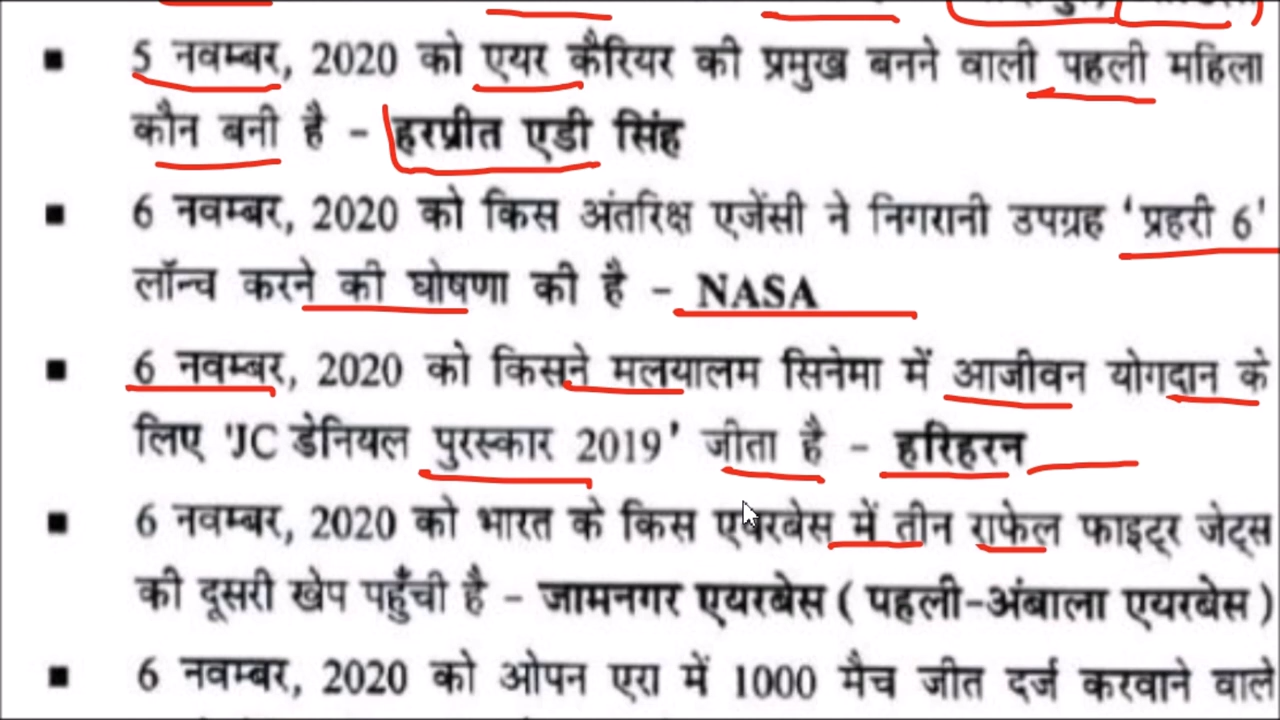 ■ 5 नवम्बर, 2020 को एयर कैरियर की प्रमुख बनने वाली पहली महिला
कौन बनी है - हरप्रीत एडी सिंह
■ 6 नवम्बर, 2020 को किस अंतरिक्ष एजेंसी ने निगरानी उपग्रह 'प्रहरी 6'
लॉन्च करने की घोषणा की है - NASA
■ 6 नवम्बर, 2020 को किसने मलयालम सिनेमा में आजीवन योगदान के
लिए 'JC डेनियल पुरस्कार 2019' जीता है - हरिहरन
■ 6 नवम्बर, 2020 को भारत के किस एयरबेस में तीन राफेल फाइटर जेट्स
की दूसरी खेप पहुँची है - जामनगर एयरबेस ( पहली-अंबाला एयरबेस )
■ 6 नवम्बर, 2020 को ओपन एरा में 1000 मैच जीत दर्ज करवाने वाले